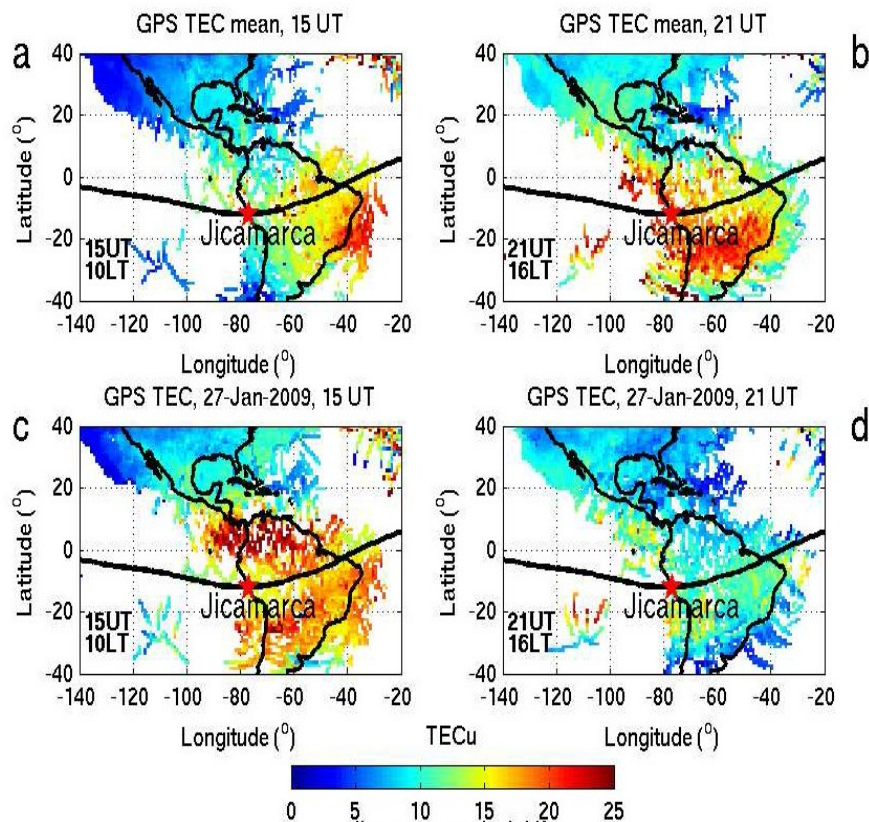 GPS TEC mean, 15 UT
a
40
20
0
-20
-40
Latitude (°)
Jicamarca
15UT
10LT
-140 -120 -100 -80 -60 -40 -20
Longitude (°)
GPS TEC mean, 21 UT
b
40
20
0
-20
-40
Latitude (°)
Jicamarca
21UT
16LT
-140 -120 -100 -80 -60 -40 -20
Longitude (°)
GPS TEC, 27-Jan-2009, 15 UT
c
40
20
0
-20
-40
Latitude (°)
Jicamarca
15UT
10LT
-140 -120 -100 -80 -60 -40 -20
Longitude (°)
GPS TEC, 27-Jan-2009, 21 UT
d
40
20
0
-20
-40
Latitude (°)
Jicamarca
21UT
16LT
-140 -120 -100 -80 -60 -40 -20
Longitude (°)
TECu
0 5 10 15 20 25